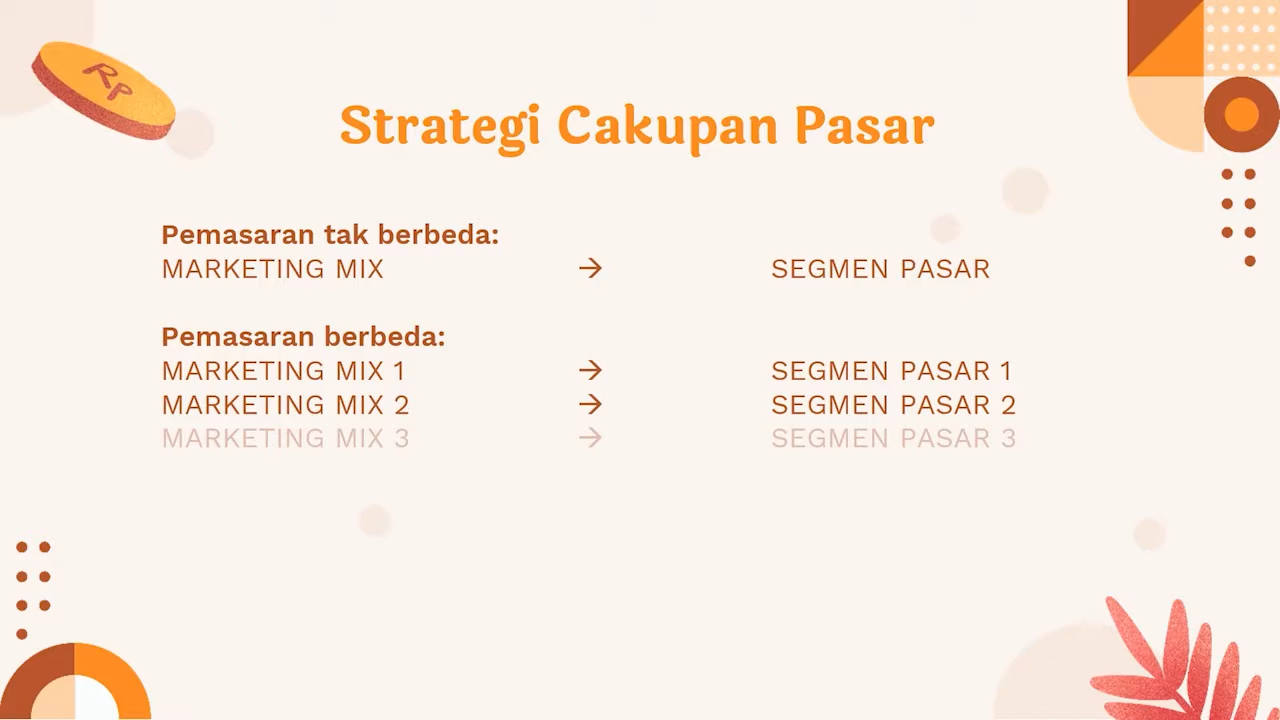 Rp
Strategi Cakupan Pasar
Pemasaran tak berbeda:
MARKETING MIX → SEGMEN PASAR
Pemasaran berbeda:
MARKETING MIX 1 → SEGMEN PASAR 1
MARKETING MIX 2 → SEGMEN PASAR 2
MARKETING MIX 3 → SEGMEN PASAR 3